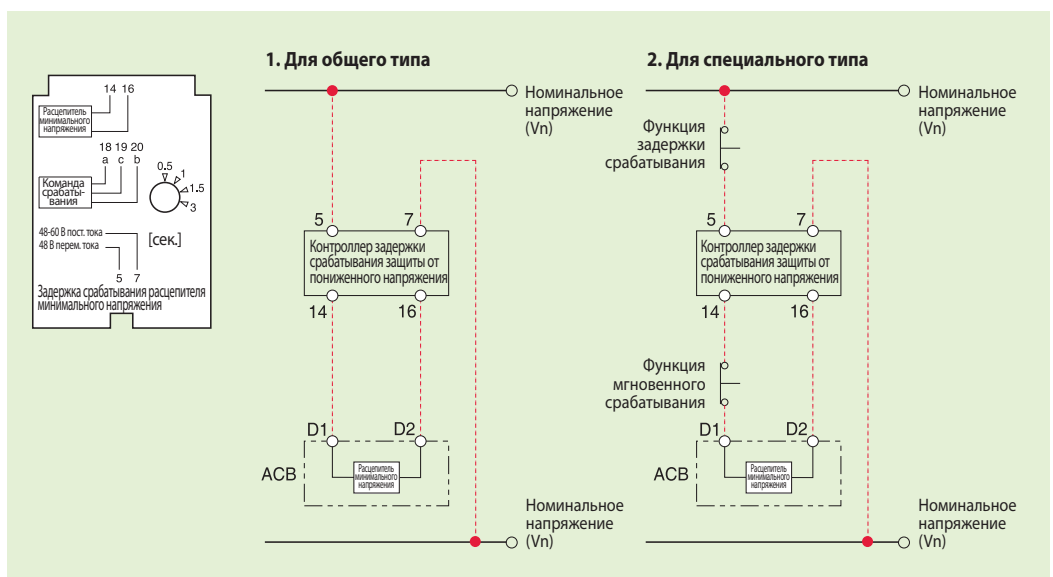 14 16
Расцепитель
минимального
напряжения
18 19 20
a c b
Команда
срабаты-
вания
0.5
1
1.5
3
[сек.]
48-60 В пост. тока
48 В перем. тока
5 7
Задержка срабатывания расцепителя
минимального напряжения
1. Для общего типа
Номинальное
напряжение
(Vn)
5 7
Контроллер задержки
срабатывания защиты от
пониженного напряжения
14 16
D1 D2
ACB
Расцепитель
минимального
напряжения
Номинальное
напряжение
(Vn)
2. Для специального типа
Номинальное
напряжение
(Vn)
Функция
задержки
срабатывания
5 7
Контроллер задержки
срабатывания защиты от
пониженного напряжения
14 16
Функция
мгновенного
срабатывания
D1 D2
ACB
Расцепитель
минимального
напряжения
Номинальное
напряжение
(Vn)